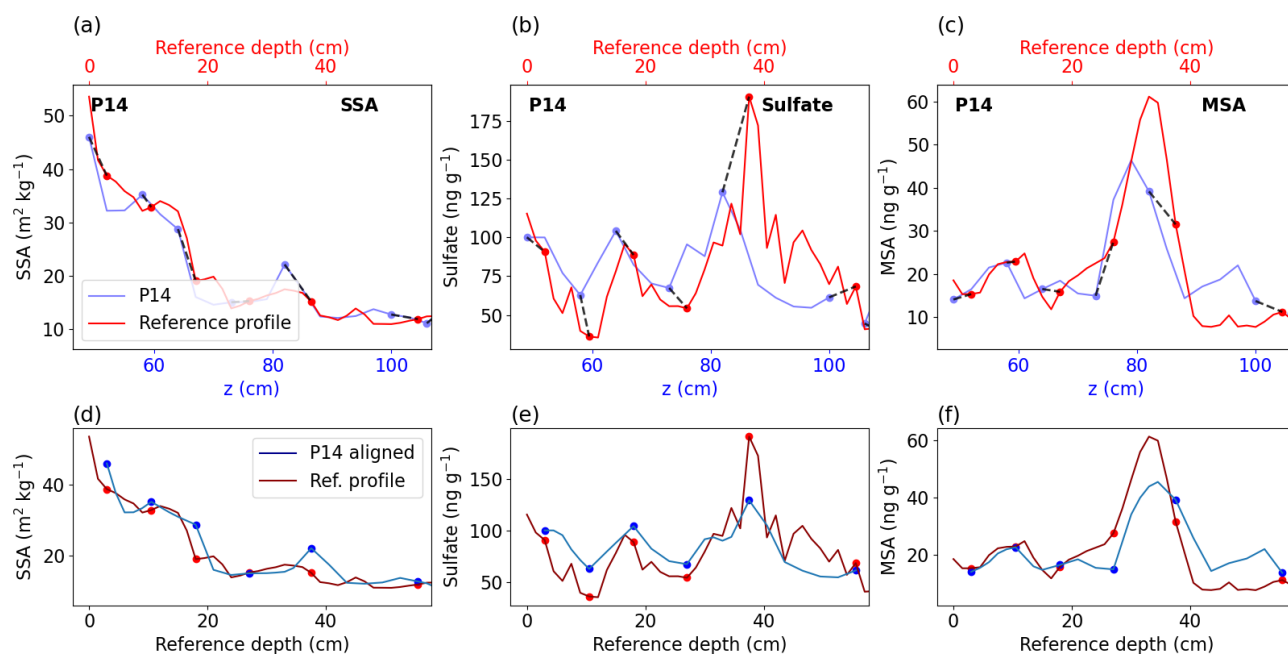 (a)
Reference depth (cm)
0 20 40
P14 SSA
50
40
30
20
10
SSA (m² kg⁻¹)
P14
Reference profile
60 80 100
z (cm)
(b)
Reference depth (cm)
0 20 40
P14 Sulfate
175
150
125
100
75
50
Sulfate (ng g⁻¹)
60 80 100
z (cm)
(c)
Reference depth (cm)
0 20 40
P14 MSA
60
50
40
30
20
10
MSA (ng g⁻¹)
60 80 100
z (cm)
(d)
40
20
SSA (m² kg⁻¹)
P14 aligned
Ref. profile
0 20 40
Reference depth (cm)
(e)
150
100
50
Sulfate (ng g⁻¹)
0 20 40
Reference depth (cm)
(f)
60
40
20
MSA (ng g⁻¹)
0 20 40
Reference depth (cm)